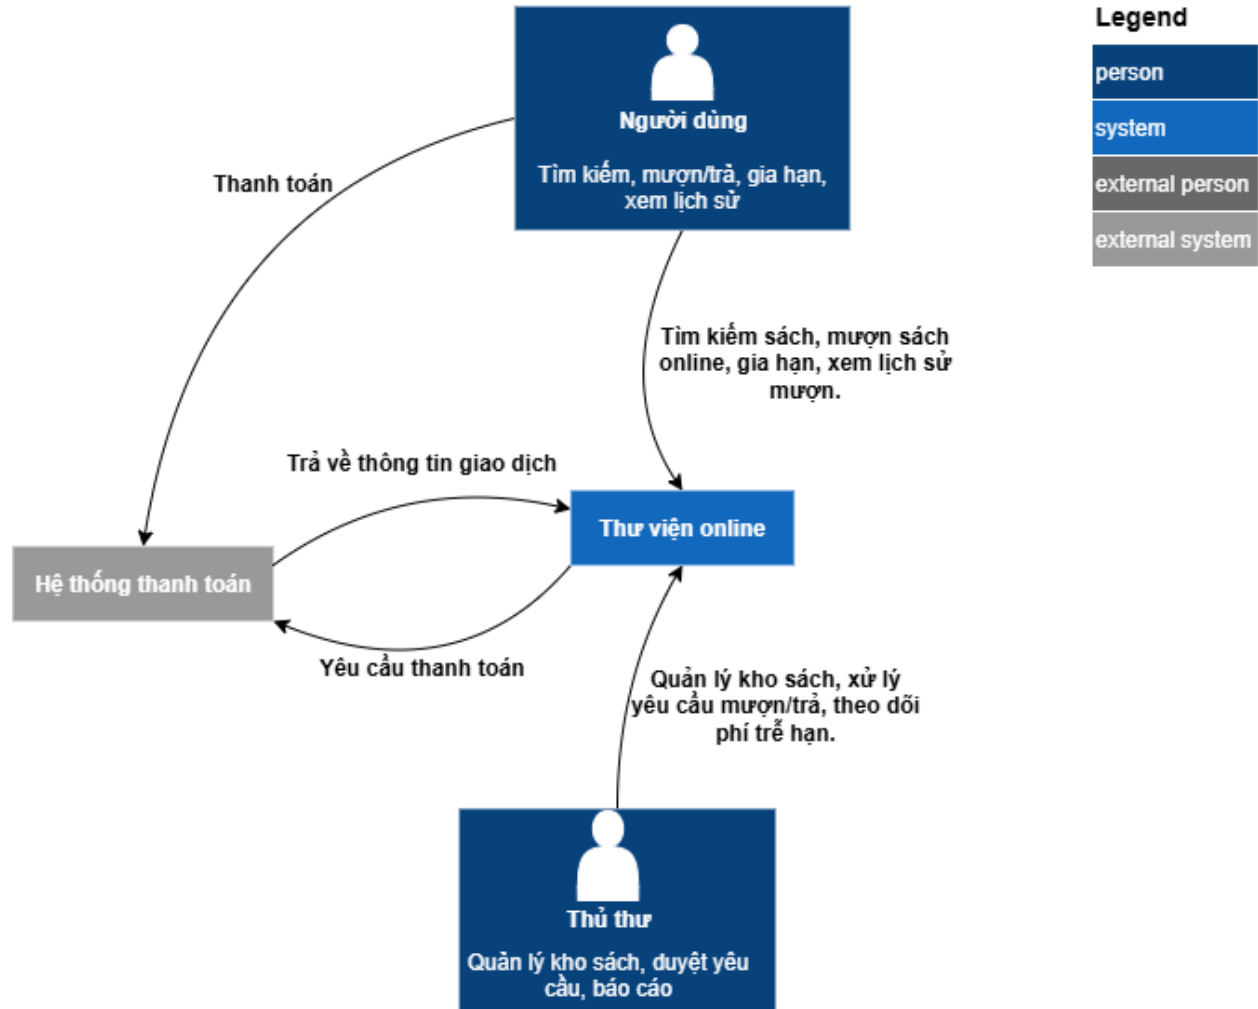 Legend
person
system
external person
external system
Người dùng
Tìm kiếm, mượn/trả, gia hạn,
xem lịch sử
Thanh toán
Tìm kiếm sách, mượn sách
online, gia hạn, xem lịch sử
mượn.
Trả về thông tin giao dịch
Thư viện online
Hệ thống thanh toán
Yêu cầu thanh toán
Quản lý kho sách, xử lý
yêu cầu mượn/trả, theo dõi
phí trễ hạn.
Thủ thư
Quản lý kho sách, duyệt yêu
cầu, báo cáo